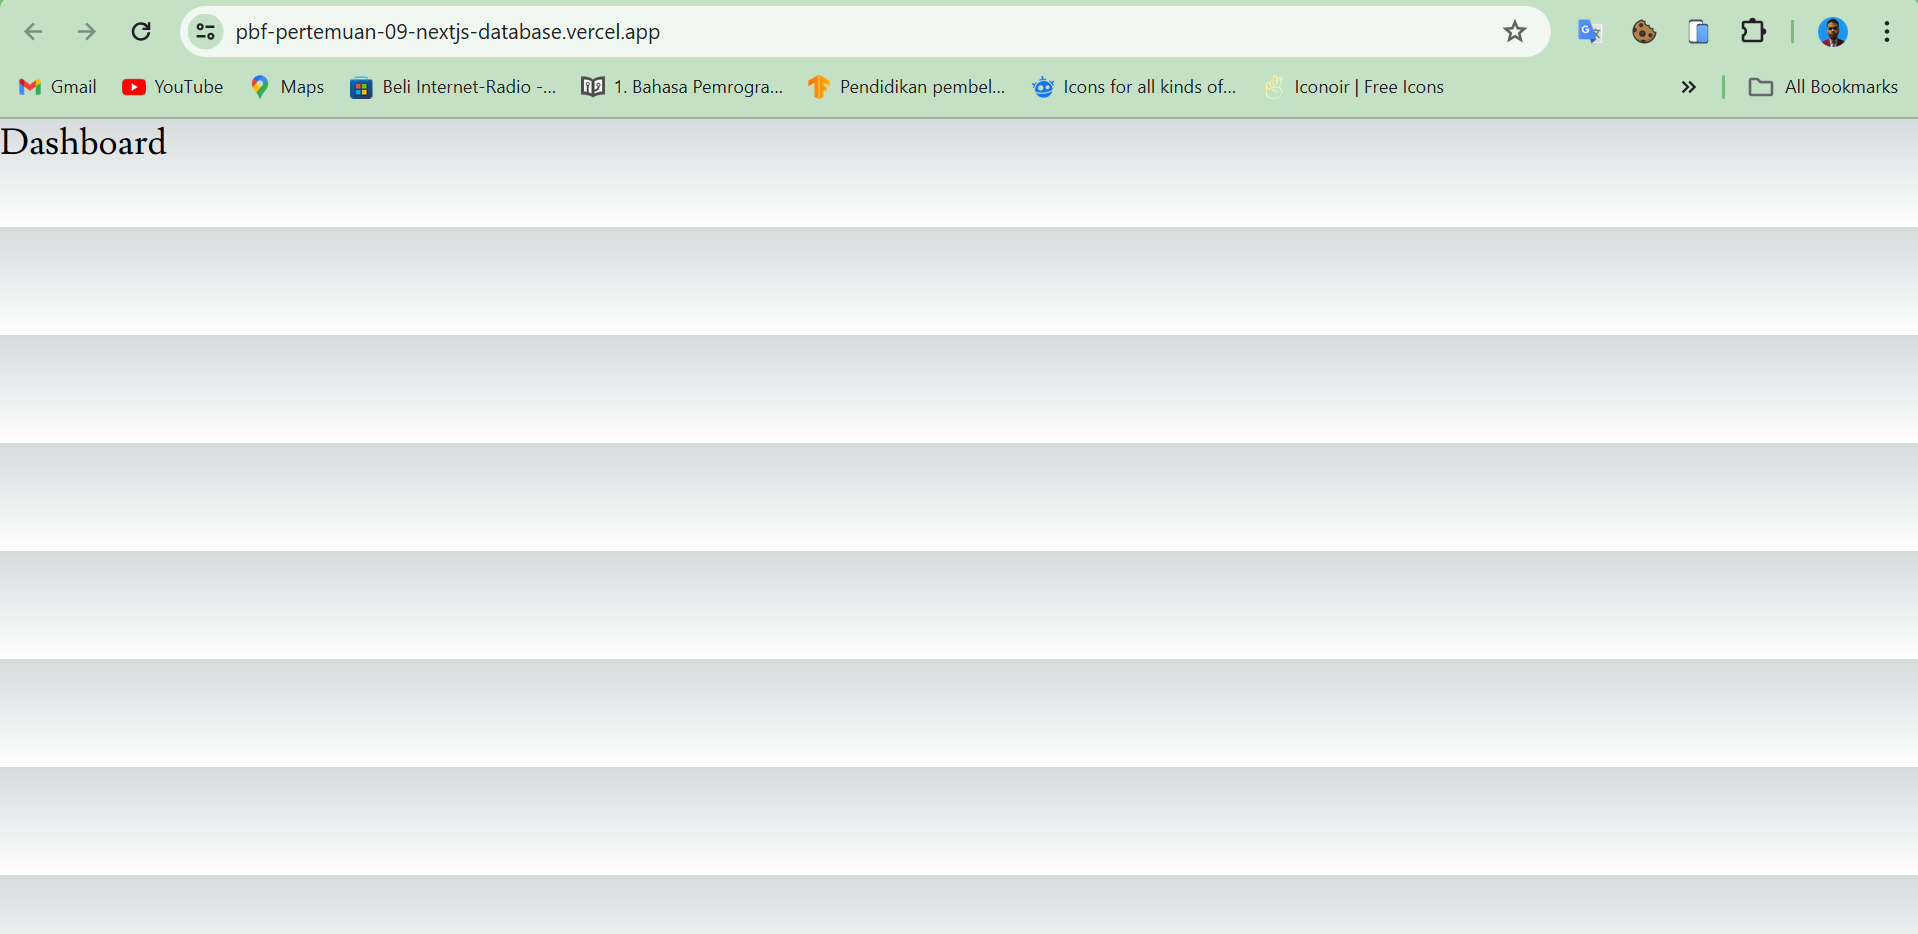 pbf-pertemuan-09-nextjs-database.vercel.app
Gmail YouTube Maps Beli Internet-Radio -... 1. Bahasa Pemrogra... Pendidikan pembel... Icons for all kinds of... Iconoir | Free Icons » All Bookmarks
Dashboard